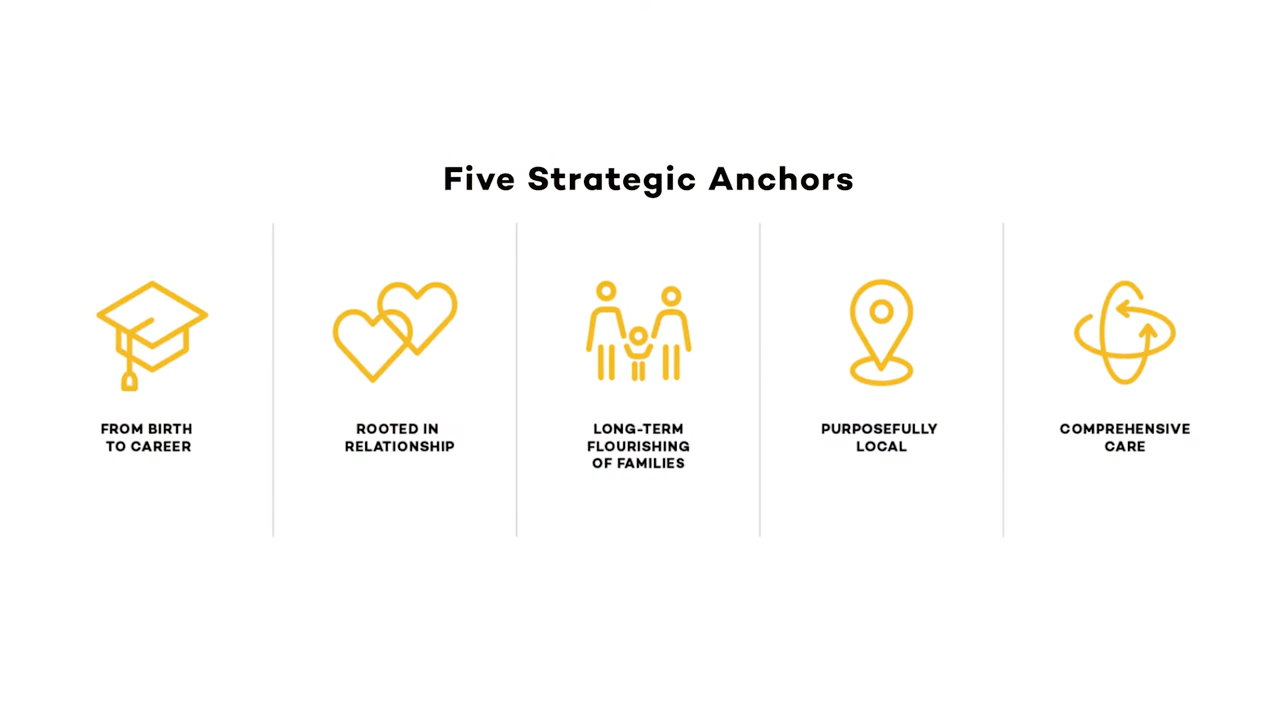 Five Strategic Anchors
FROM BIRTH
TO CAREER
ROOTED IN
RELATIONSHIP
LONG-TERM
FLOURISHING
OF FAMILIES
PURPOSEFULLY
LOCAL
COMPREHENSIVE
CARE